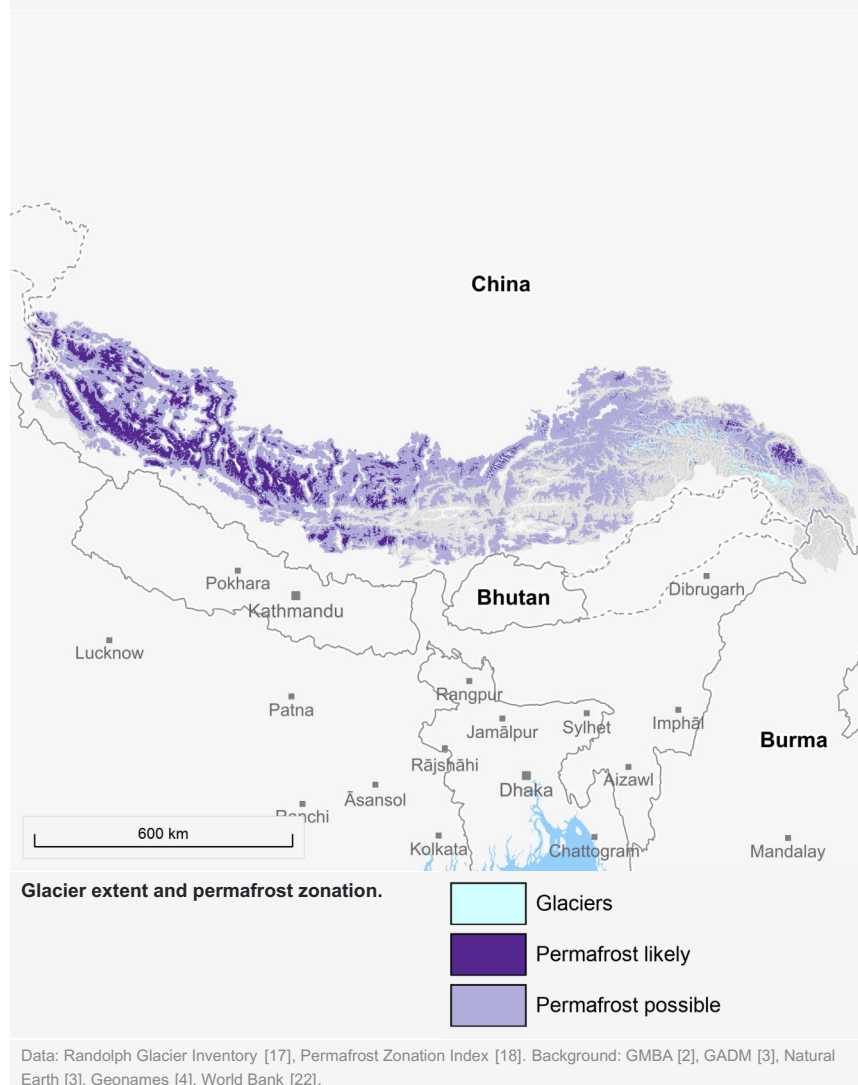 China
Pokhara
Kathmandu
Bhutan
Dibrugarh
Lucknow
Rangpur
Patna
Jamālpur
Sylhet
Imphāl
Burma
Rājshāhi
Dhaka
Aizawl
Āsansol
Ranchi
600 km
Kolkata
Chattogram
Mandalay
Glacier extent and permafrost zonation.
Glaciers
Permafrost likely
Permafrost possible
Data: Randolph Glacier Inventory [17], Permafrost Zonation Index [18]. Background: GMBA [2], GADM [3], Natural
Earth [3], Geonames [4], World Bank [22].